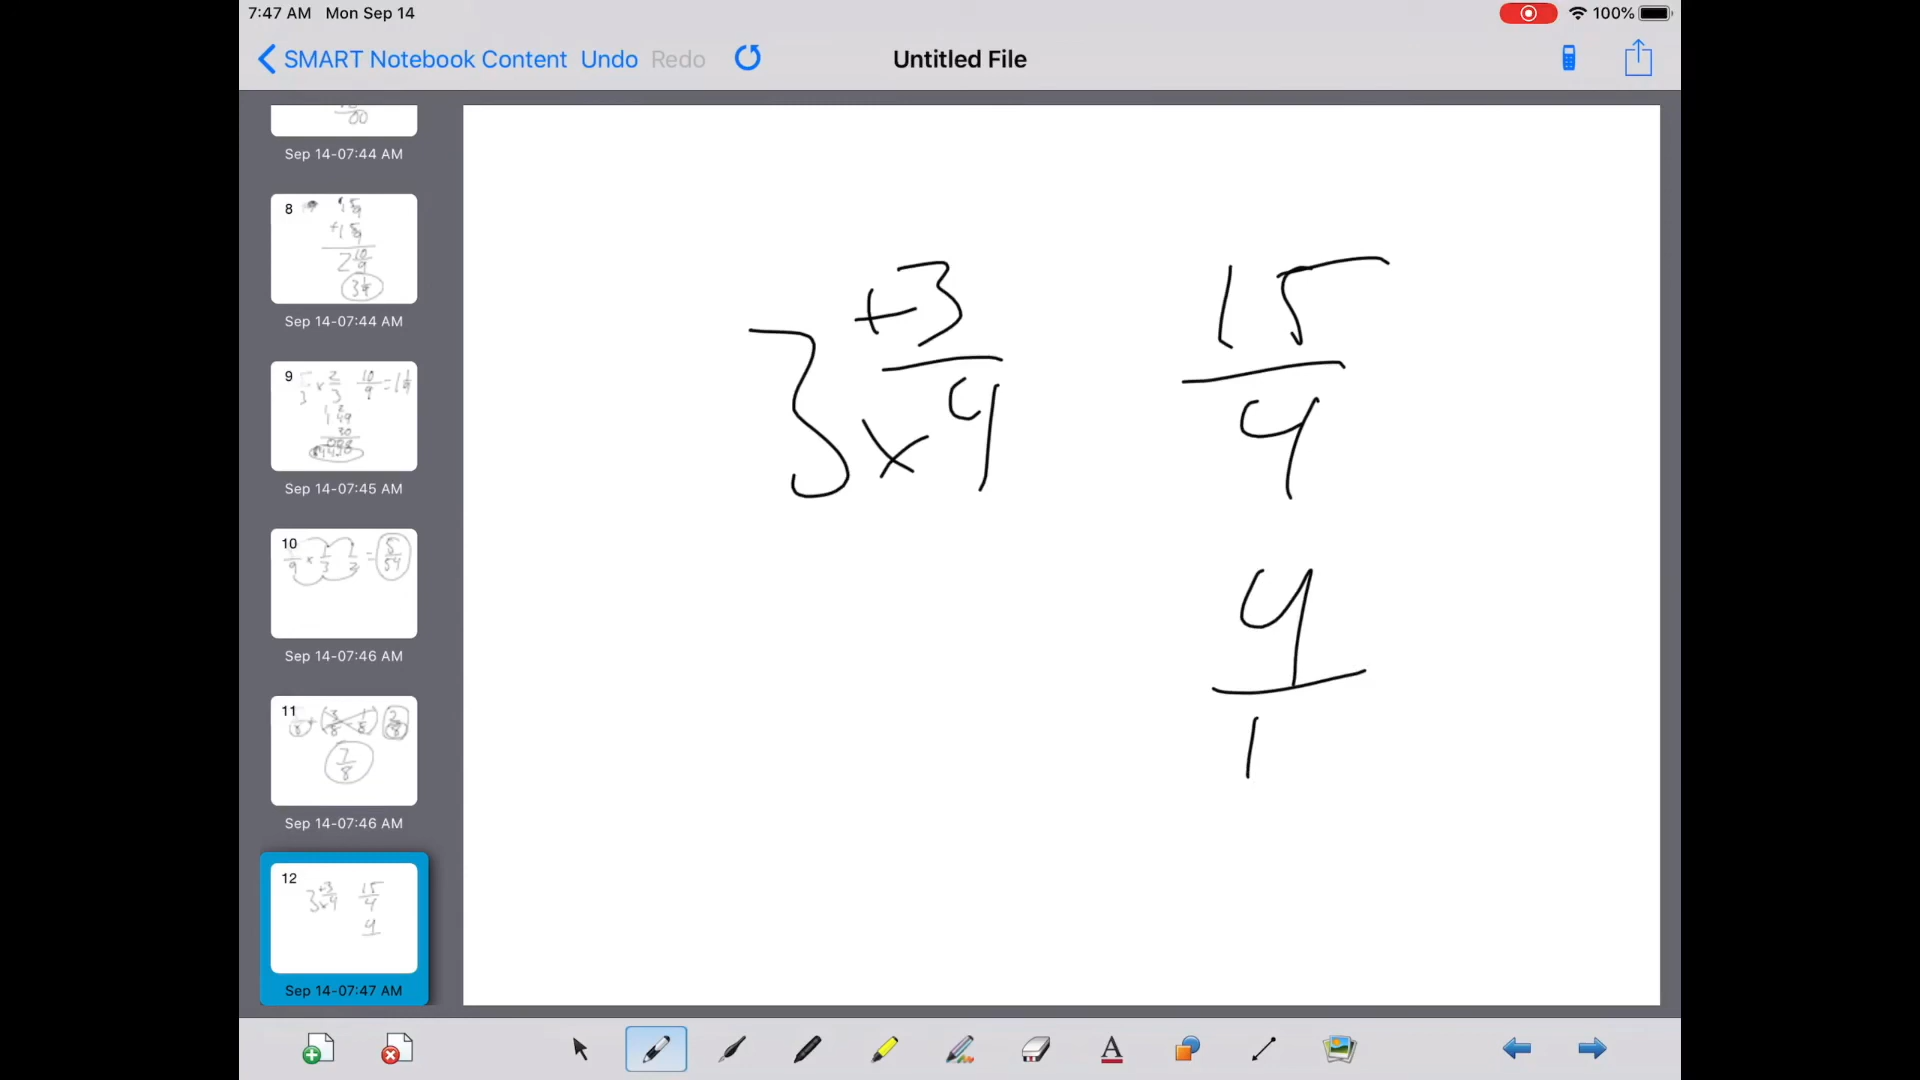 7:47 AM Mon Sep 14
100%
SMART Notebook Content Undo Redo
Untitled File
Sep 14-07:44 AM
8
Sep 14-07:44 AM
9
Sep 14-07:45 AM
10
Sep 14-07:46 AM
11
Sep 14-07:46 AM
12
Sep 14-07:47 AM
+3
3 x 4
15
4
4
1